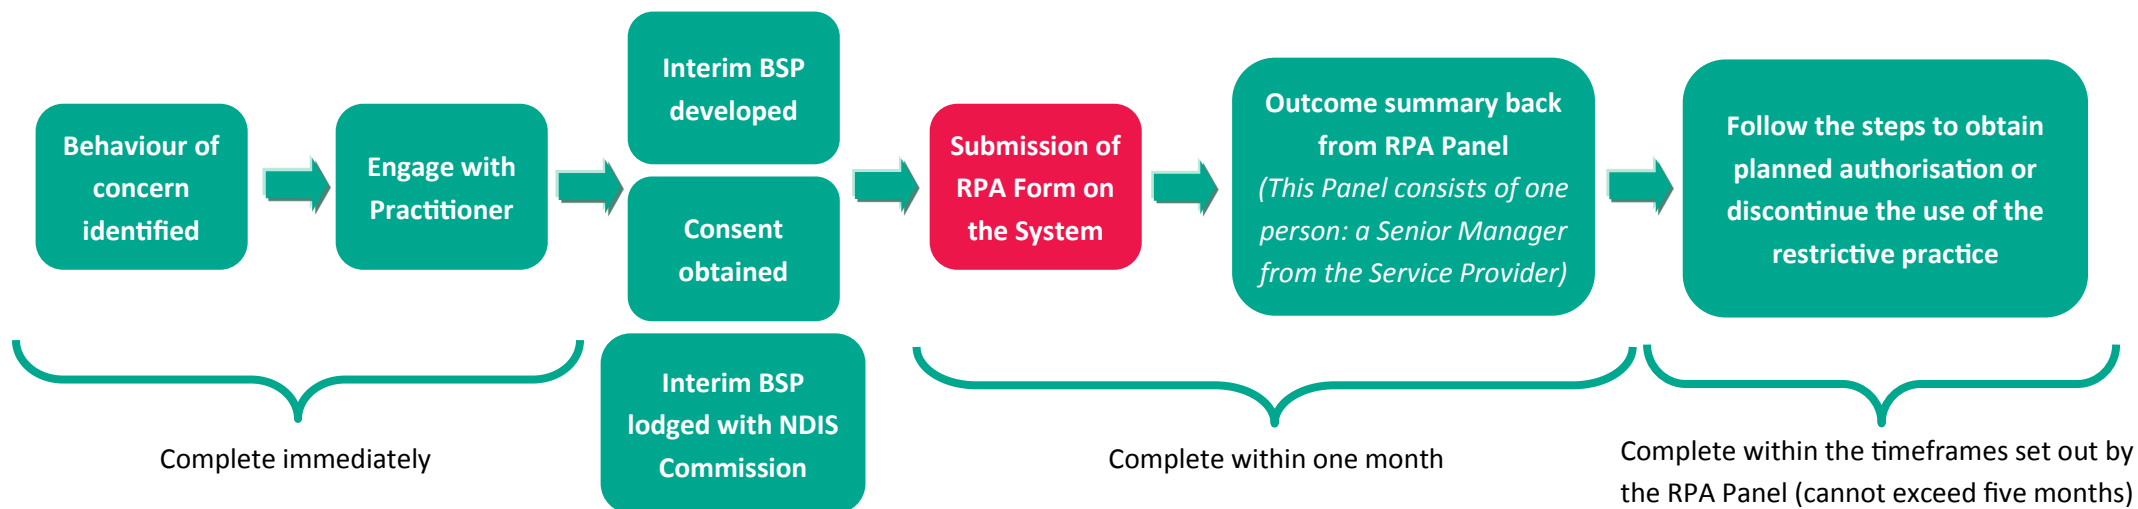 Behaviour of
concern
identified
Engage with
Practitioner
Interim BSP
developed
Consent
obtained
Interim BSP
lodged with NDIS
Commission
Submission of
RPA Form on
the System
Outcome summary back
from RPA Panel
(This Panel consists of one
person: a Senior Manager
from the Service Provider)
Follow the steps to obtain
planned authorisation or
discontinue the use of the
restrictive practice
Complete immediately
Complete within one month
Complete within the timeframes set out by
the RPA Panel (cannot exceed five months)